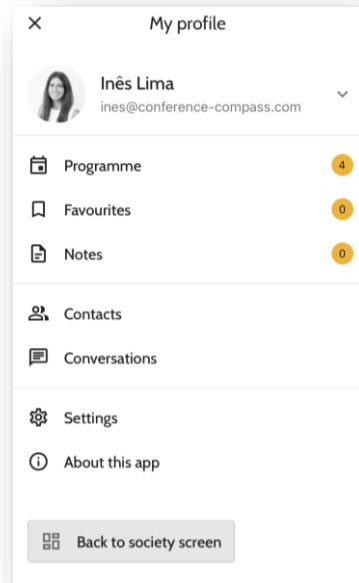 My profile
Inês Lima
ines@conference-compass.com
Programme 4
Favourites 0
Notes 0
Contacts
Conversations
Settings
About this app
Back to society screen